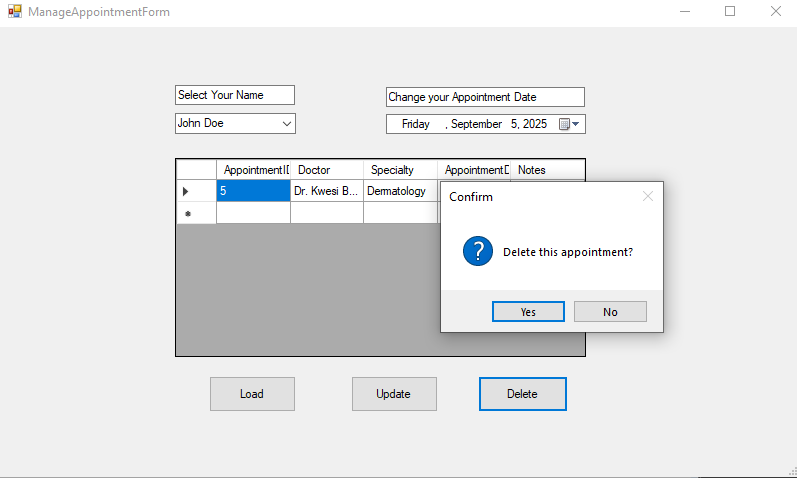 ManageAppointmentForm
Select Your Name
Change your Appointment Date
John Doe
Friday , September 5, 2025
AppointmentID Doctor Specialty AppointmentD Notes
5 Dr. Kwesi B... Dermatology
Confirm
Delete this appointment?
Yes No
Load Update Delete